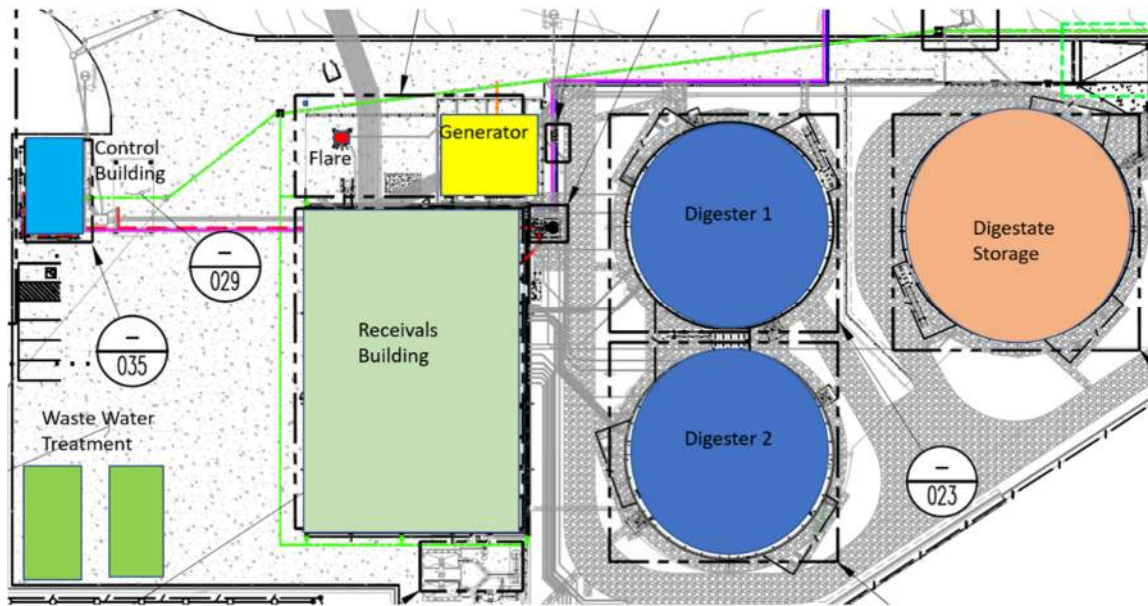 Control
Building
Flare
Generator
Digester 1
Digestate
Storage
–
029
–
035
Receivals
Building
Waste Water
Treatment
Digester 2
–
023